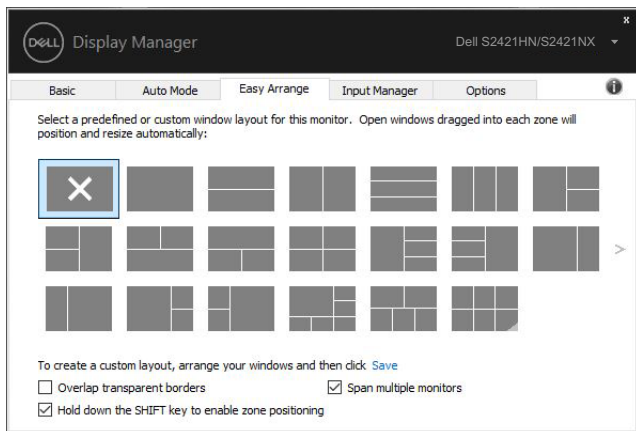 x
DELL Display Manager Dell S2421HN/S2421NX
Basic Auto Mode Easy Arrange Input Manager Options
Select a predefined or custom window layout for this monitor. Open windows dragged into each zone will
position and resize automatically:
To create a custom layout, arrange your windows and then click Save
Overlap transparent borders Span multiple monitors
Hold down the SHIFT key to enable zone positioning